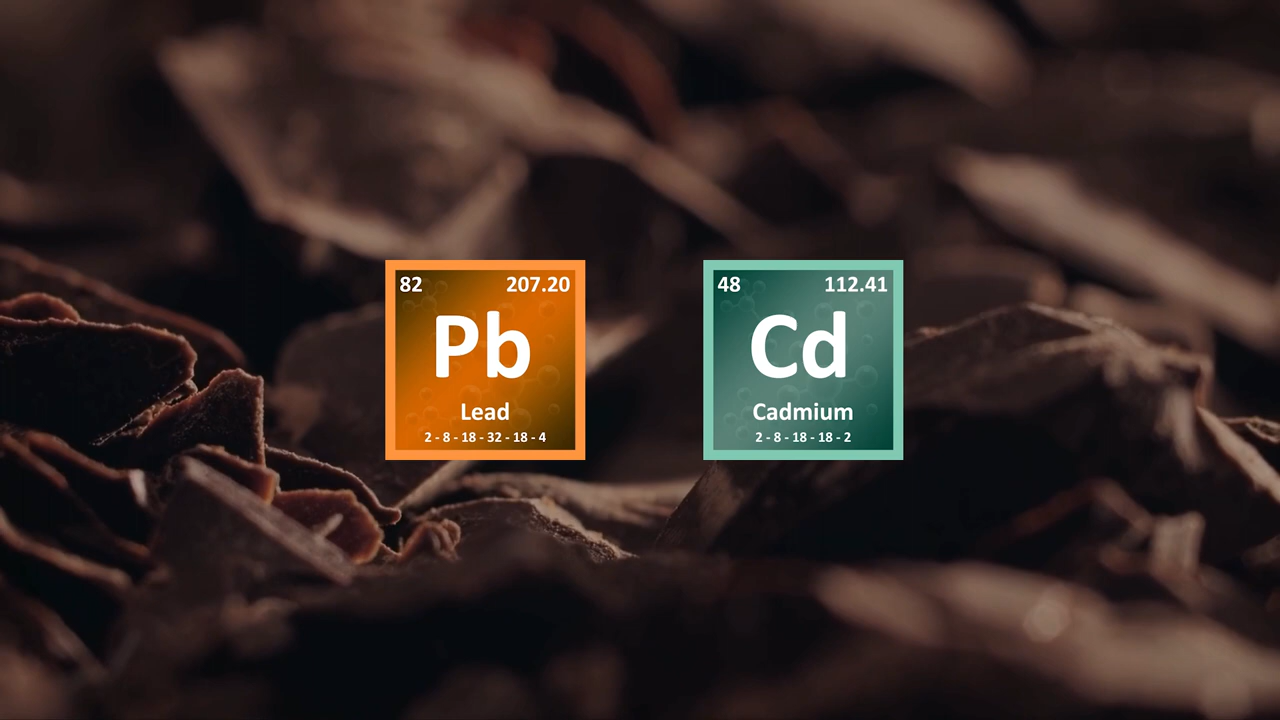 82 207.20
Pb
Lead
2 - 8 - 18 - 32 - 18 - 4
48 112.41
Cd
Cadmium
2 - 8 - 18 - 18 - 2